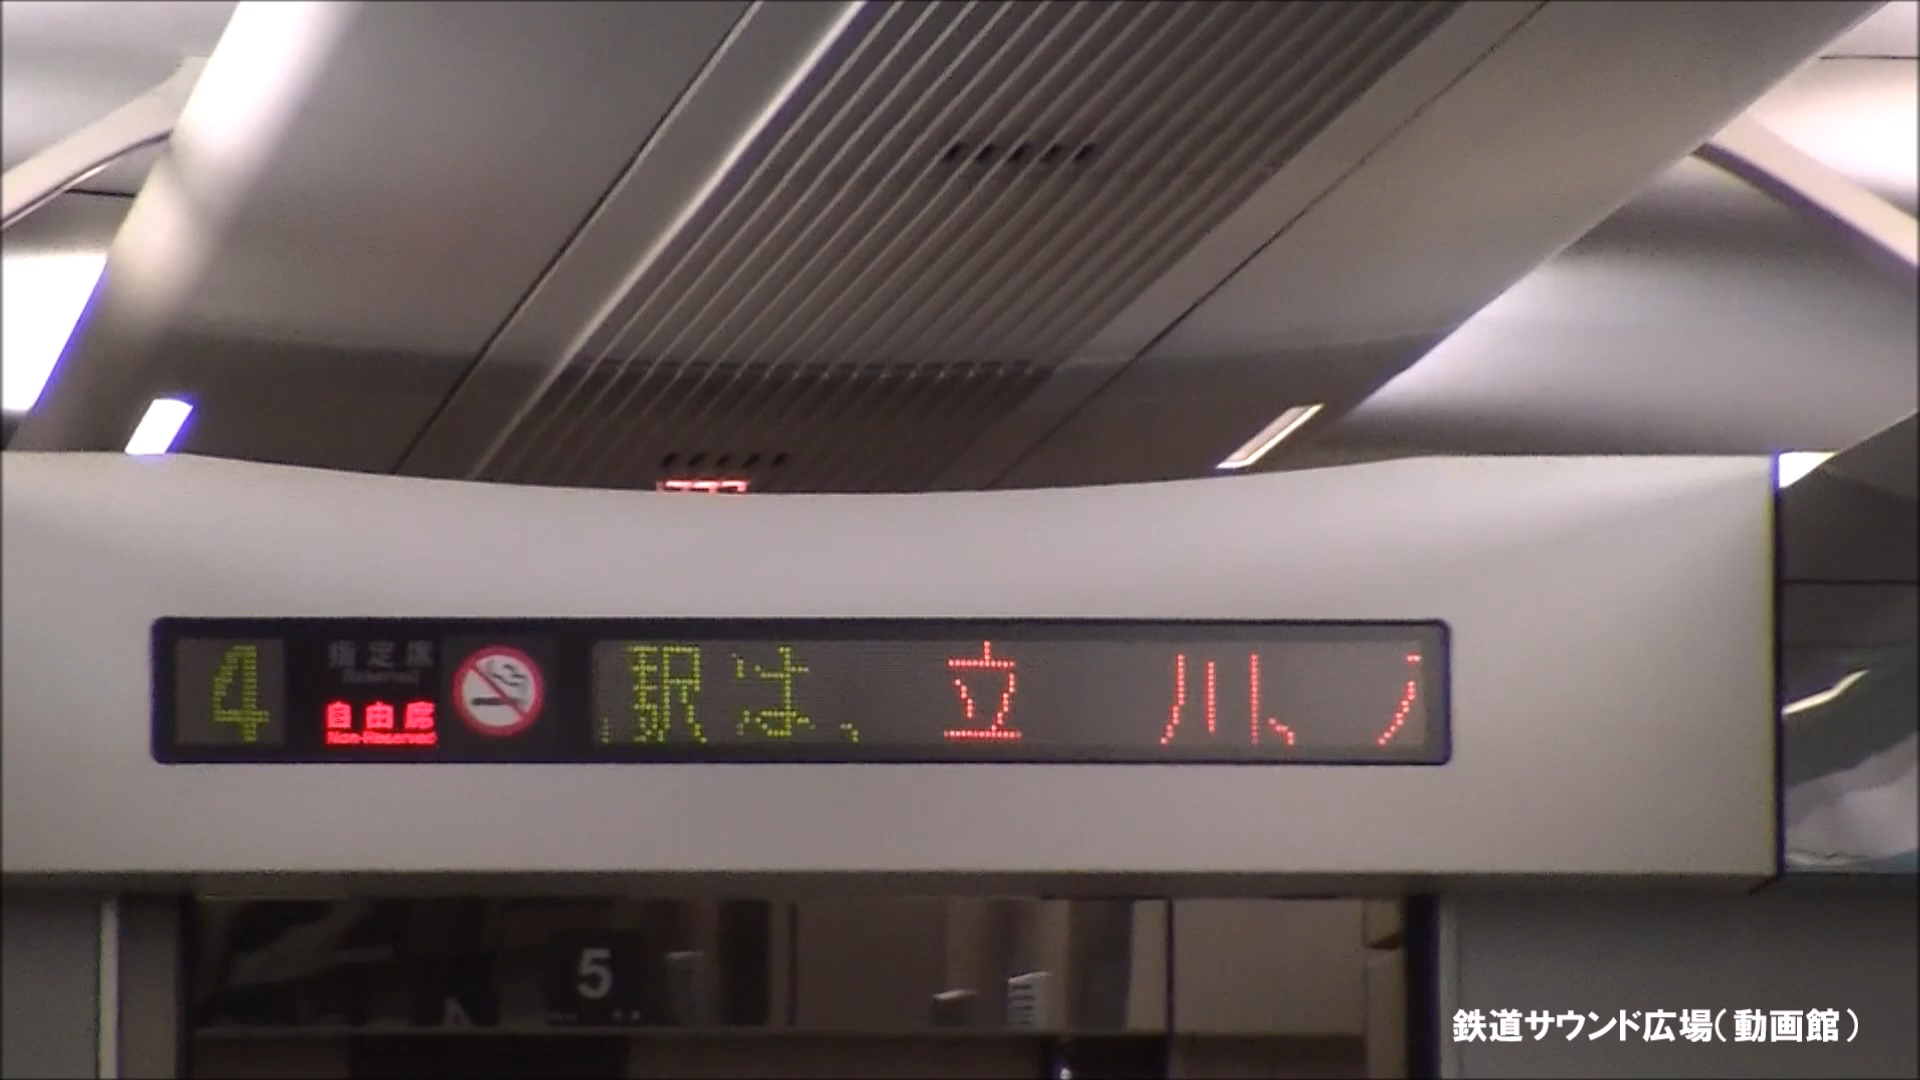 4
指定席
Reserved
自由席
Non-Reserved
駅は、立 川
5
鉄道サウンド広場(動画館)